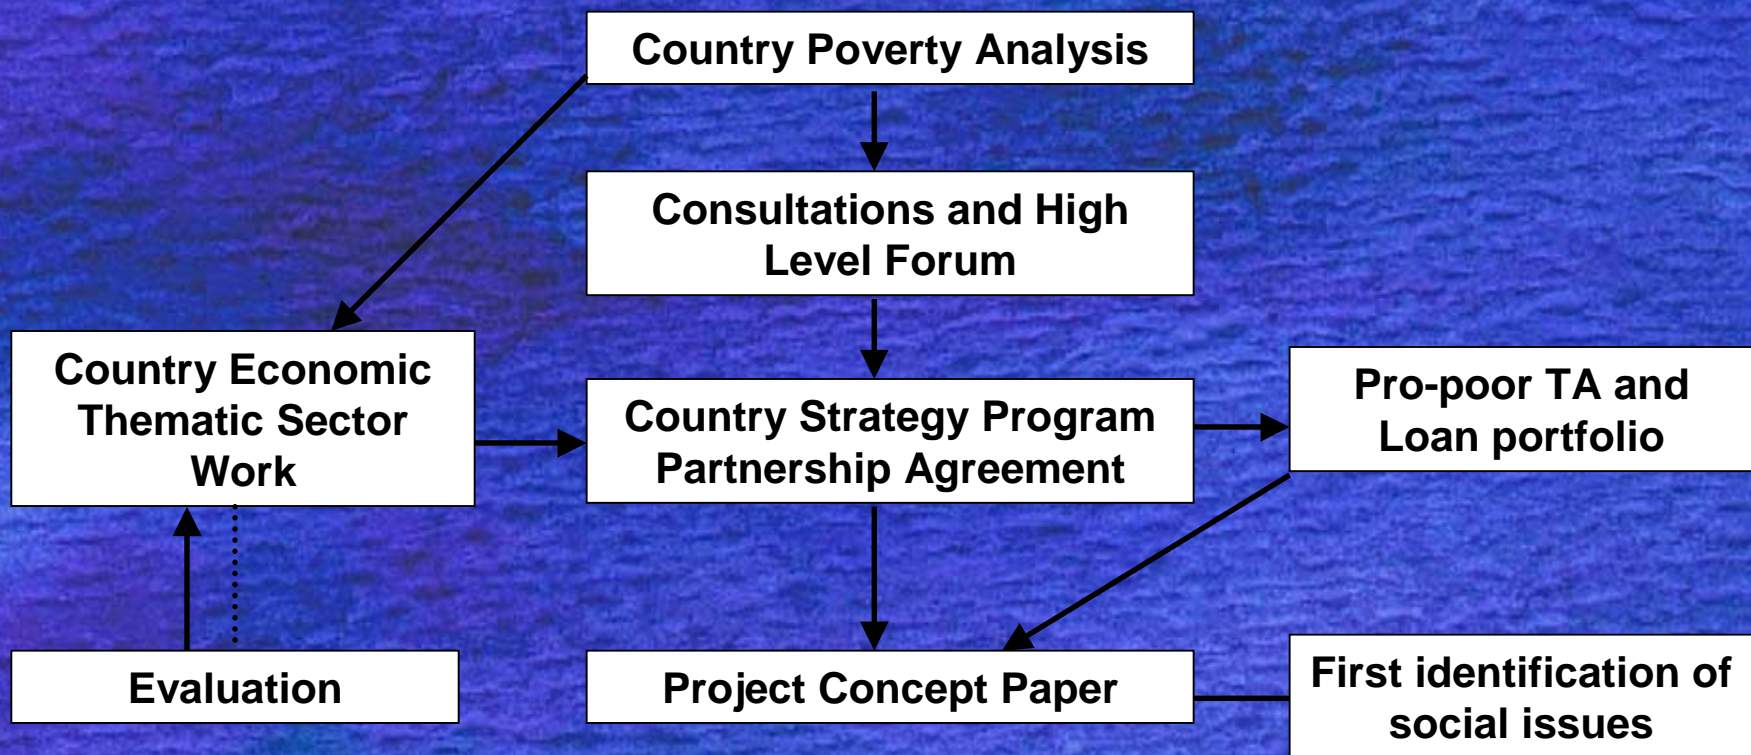 Country Poverty Analysis
Consultations and High
Level Forum
Country Economic
Thematic Sector
Work
Country Strategy Program
Partnership Agreement
Pro-poor TA and
Loan portfolio
Evaluation
Project Concept Paper
First identification of
social issues